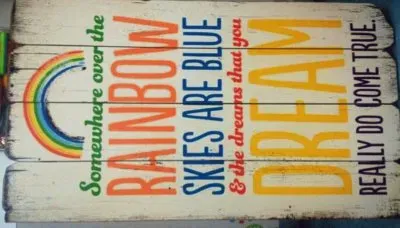 Somewhere over the
RAINBOW
SKIES ARE BLUE
& the dreams that you
DREAM
REALLY DO COME TRUE.